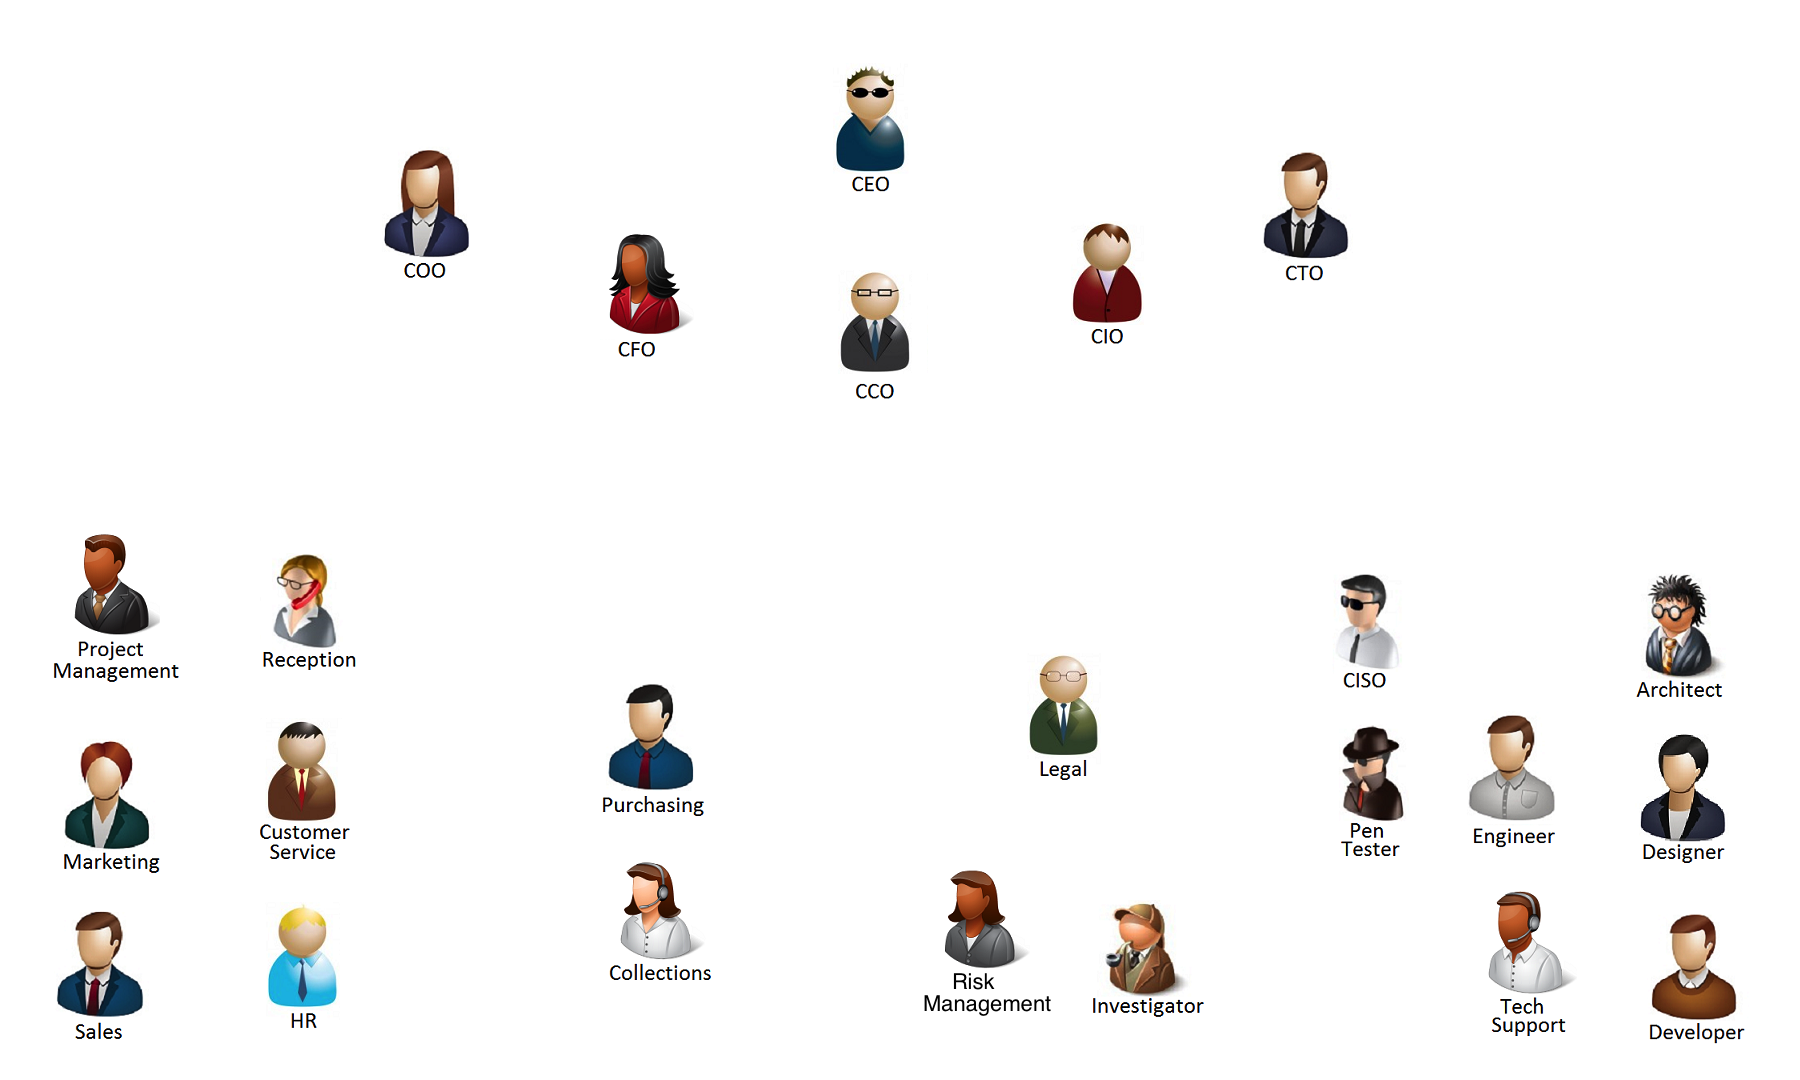 CEO
COO
CTO
CFO
CIO
CCO
Project
Management
Reception
CISO
Architect
Legal
Purchasing
Customer
Service
Marketing
Pen
Tester
Engineer
Designer
Collections
Risk
Management
Investigator
Sales
HR
Tech
Support
Developer